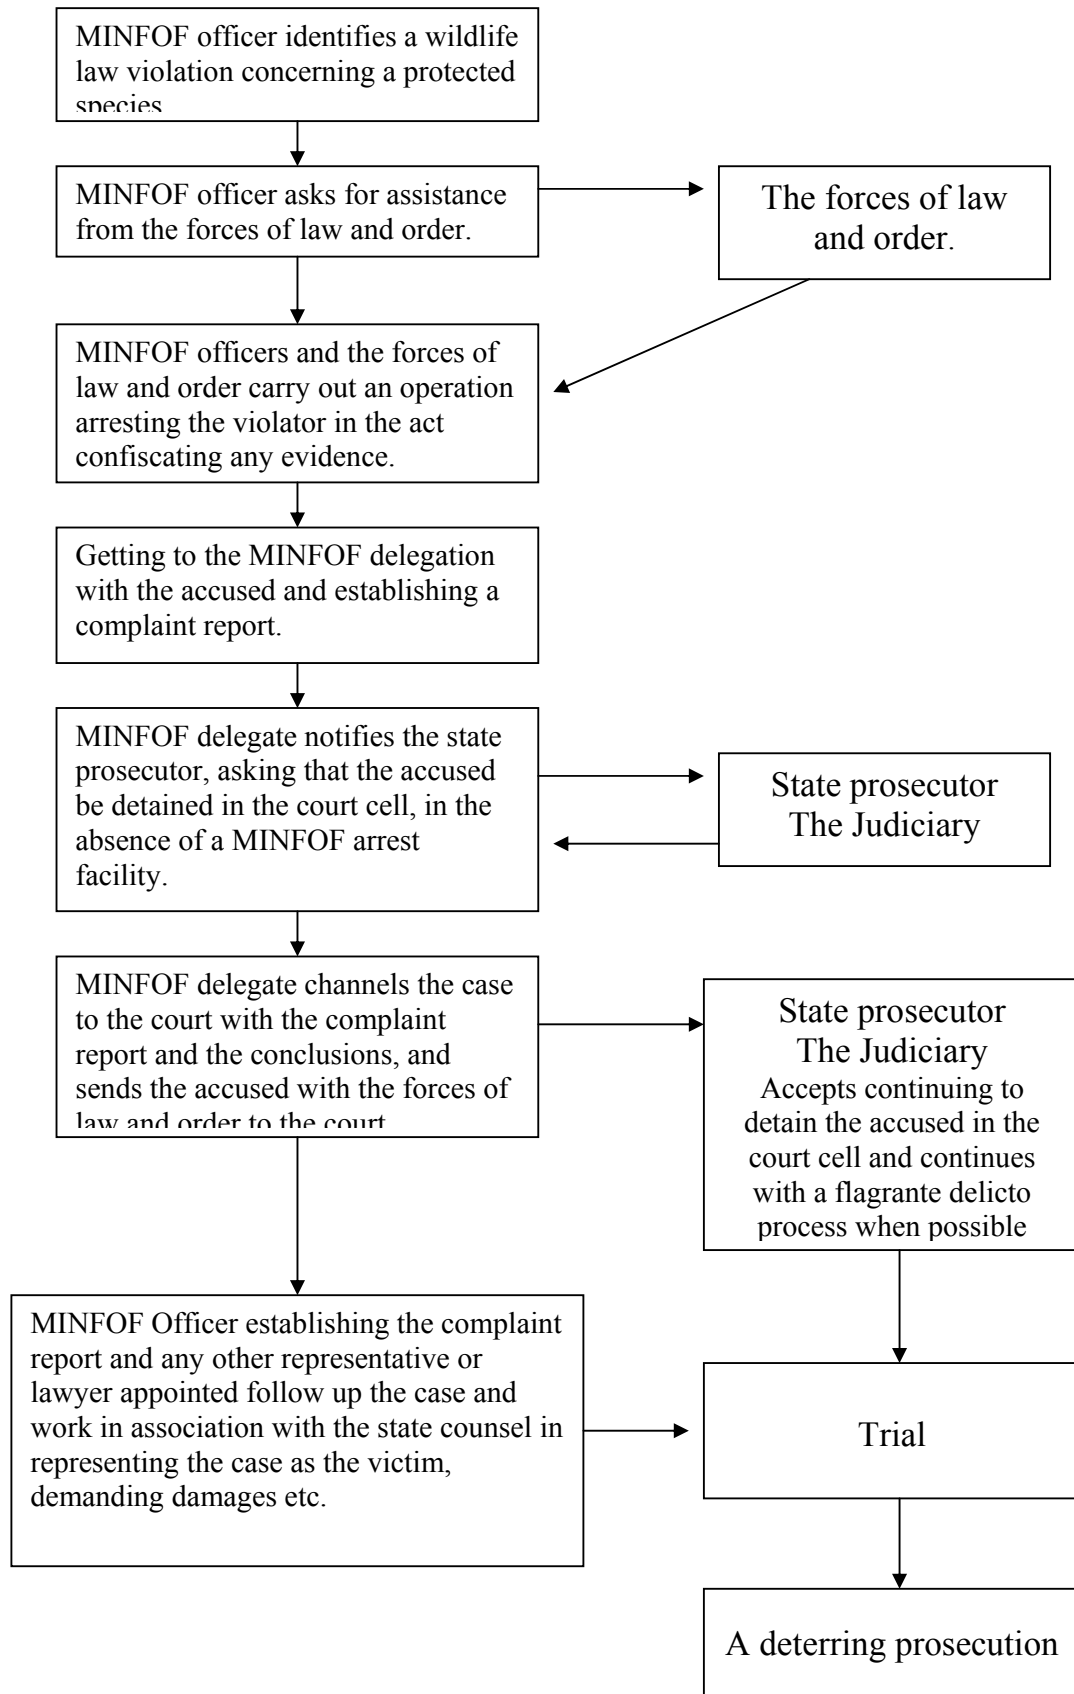 MINFOF officer identifies a wildlife
law violation concerning a protected
species
MINFOF officer asks for assistance
from the forces of law and order.
The forces of law
and order.
MINFOF officers and the forces of
law and order carry out an operation
arresting the violator in the act
confiscating any evidence.
Getting to the MINFOF delegation
with the accused and establishing a
complaint report.
MINFOF delegate notifies the state
prosecutor, asking that the accused
be detained in the court cell, in the
absence of a MINFOF arrest
facility.
State prosecutor
The Judiciary
MINFOF delegate channels the case
to the court with the complaint
report and the conclusions, and
sends the accused with the forces of
law and order to the court
State prosecutor
The Judiciary
Accepts continuing to
detain the accused in the
court cell and continues
with a flagrante delicto
process when possible
MINFOF Officer establishing the complaint
report and any other representative or
lawyer appointed follow up the case and
work in association with the state counsel in
representing the case as the victim,
demanding damages etc.
Trial
A deterring prosecution